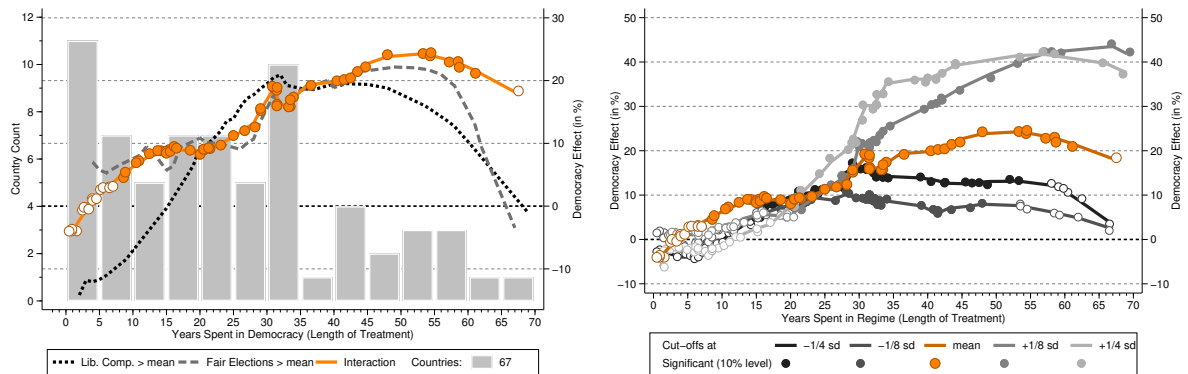 12
10
8
6
4
2
0
Country Count
30
20
10
0
−10
Democracy Effect (in %)
0 5 10 15 20 25 30 35 40 45 50 55 60 65 70
Years Spent in Democracy (Length of Treatment)
Lib. Comp. > mean Fair Elections > mean Interaction Countries: 67
50
40
30
20
10
0
−10
Democracy Effect (in %)
50
40
30
20
10
0
−10
Democracy Effect (in %)
0 5 10 15 20 25 30 35 40 45 50 55 60 65 70
Years Spent in Regime (Length of Treatment)
Cut−offs at −1/4 sd −1/8 sd mean +1/8 sd +1/4 sd
Significant (10% level)